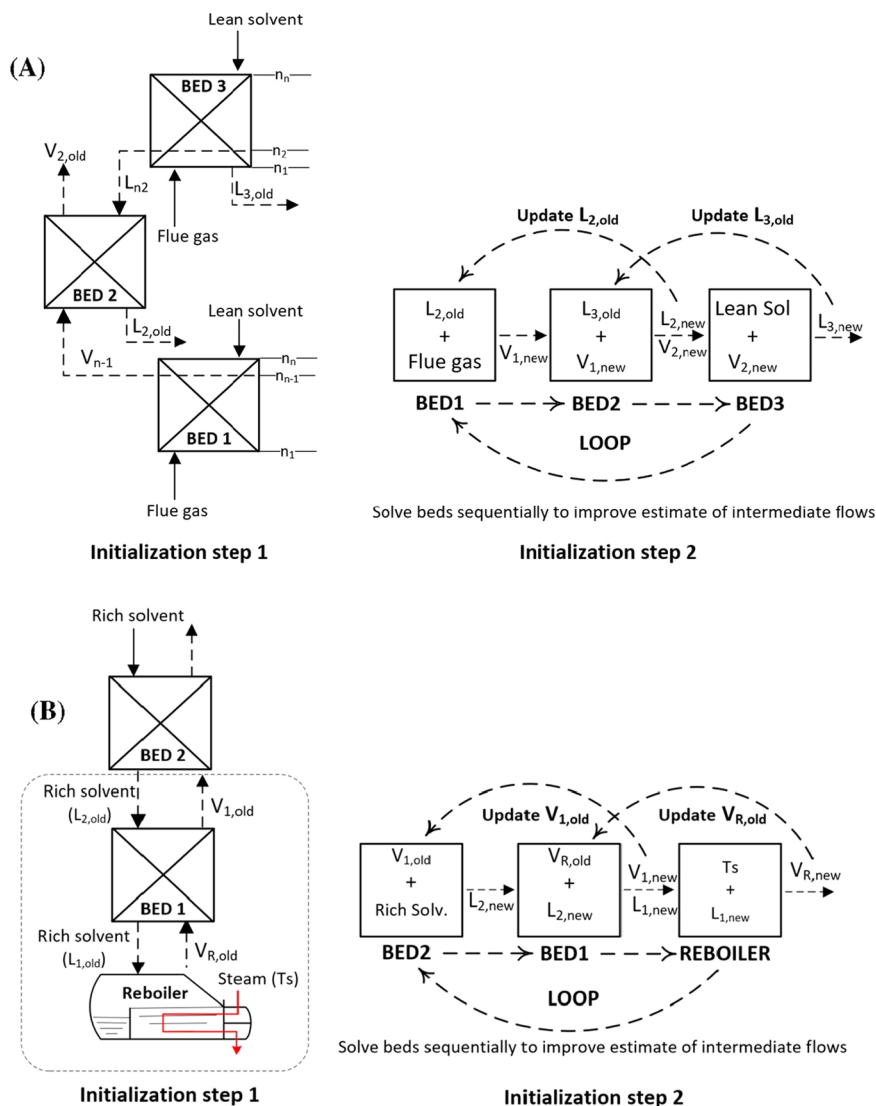 (A)
Lean solvent
BED 3
nₙ
n₂
n₁
V₂,old
Lₙ₂
L₃,old
Flue gas
BED 2
L₂,old
Vₙ₋₁
Lean solvent
nₙ
nₙ₋₁
BED 1
n₁
Flue gas
Initialization step 1
Update L₂,old
Update L₃,old
L₂,old
+
Flue gas
V₁,new
L₃,old
+
V₁,new
L₂,new
V₂,new
Lean Sol
+
V₂,new
L₃,new
BED1
BED2
BED3
LOOP
Solve beds sequentially to improve estimate of intermediate flows
Initialization step 2
(B)
Rich solvent
BED 2
Rich solvent
(L₂,old)
V₁,old
BED 1
Rich solvent
(L₁,old)
V_R,old
Reboiler
Steam (Ts)
Initialization step 1
Update V₁,old
Update V_R,old
V₁,old
+
Rich Solv.
L₂,new
V_R,old
+
L₂,new
V₁,new
L₁,new
Ts
+
L₁,new
V_R,new
BED2
BED1
REBOILER
LOOP
Solve beds sequentially to improve estimate of intermediate flows
Initialization step 2